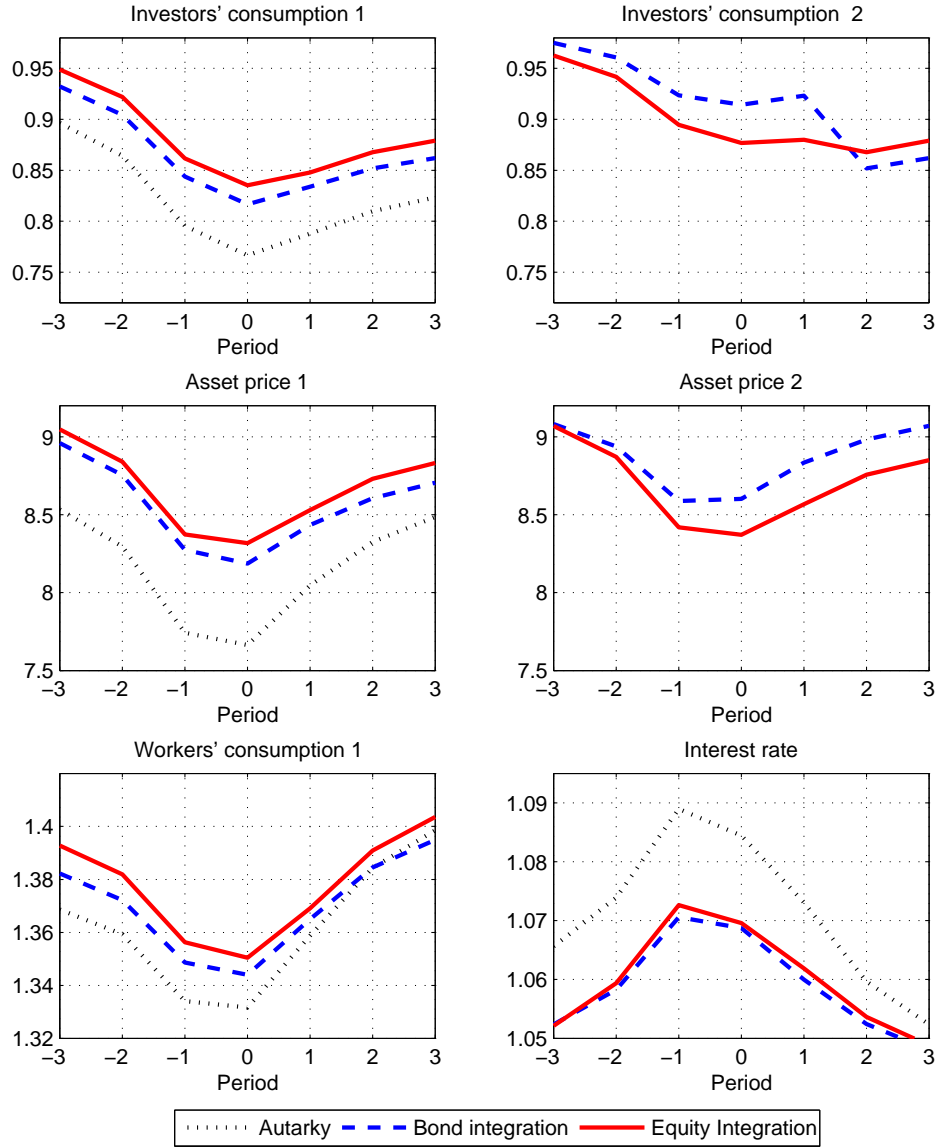 Investors' consumption 1
0.95
0.9
0.85
0.8
0.75
−3 −2 −1 0 1 2 3
Period
Investors' consumption 2
0.95
0.9
0.85
0.8
0.75
−3 −2 −1 0 1 2 3
Period
Asset price 1
9
8.5
8
7.5
−3 −2 −1 0 1 2 3
Period
Asset price 2
9
8.5
8
7.5
−3 −2 −1 0 1 2 3
Period
Workers' consumption 1
1.4
1.38
1.36
1.34
1.32
−3 −2 −1 0 1 2 3
Period
Interest rate
1.09
1.08
1.07
1.06
1.05
−3 −2 −1 0 1 2 3
Period
Autarky Bond integration Equity Integration